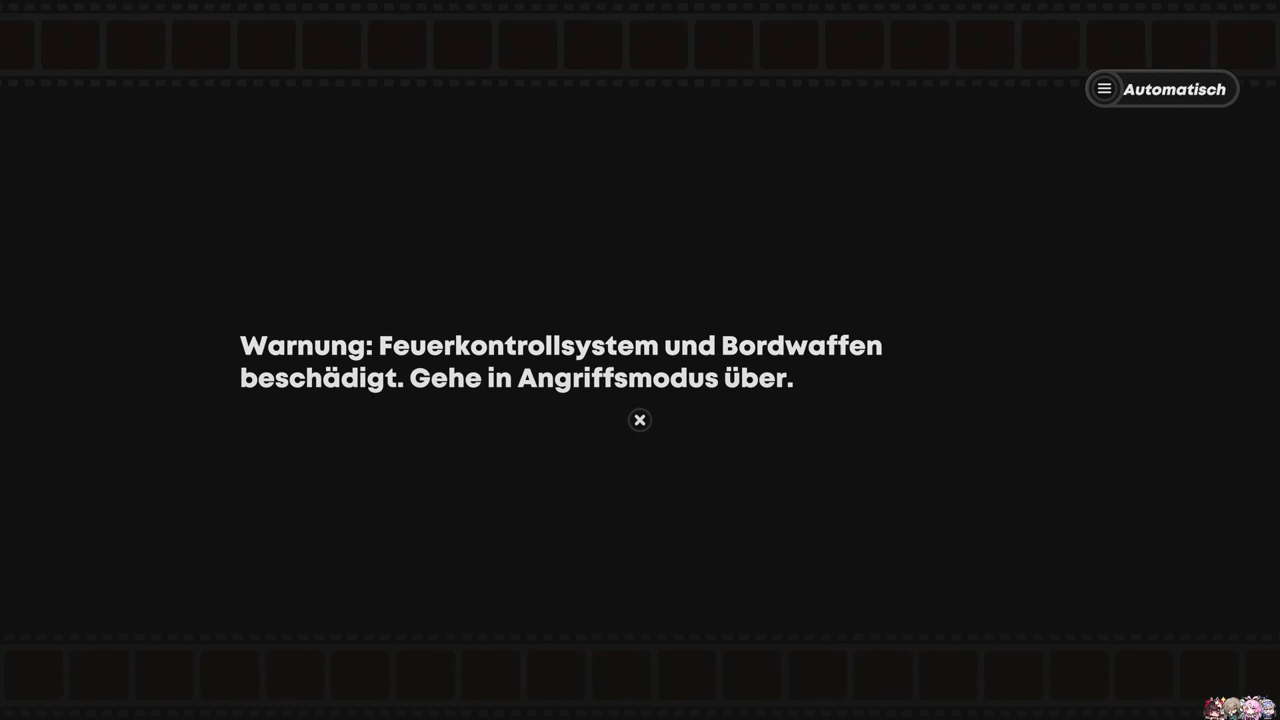 Automatisch
Warnung: Feuerkontrollsystem und Bordwaffen
beschädigt. Gehe in Angriffsmodus über.